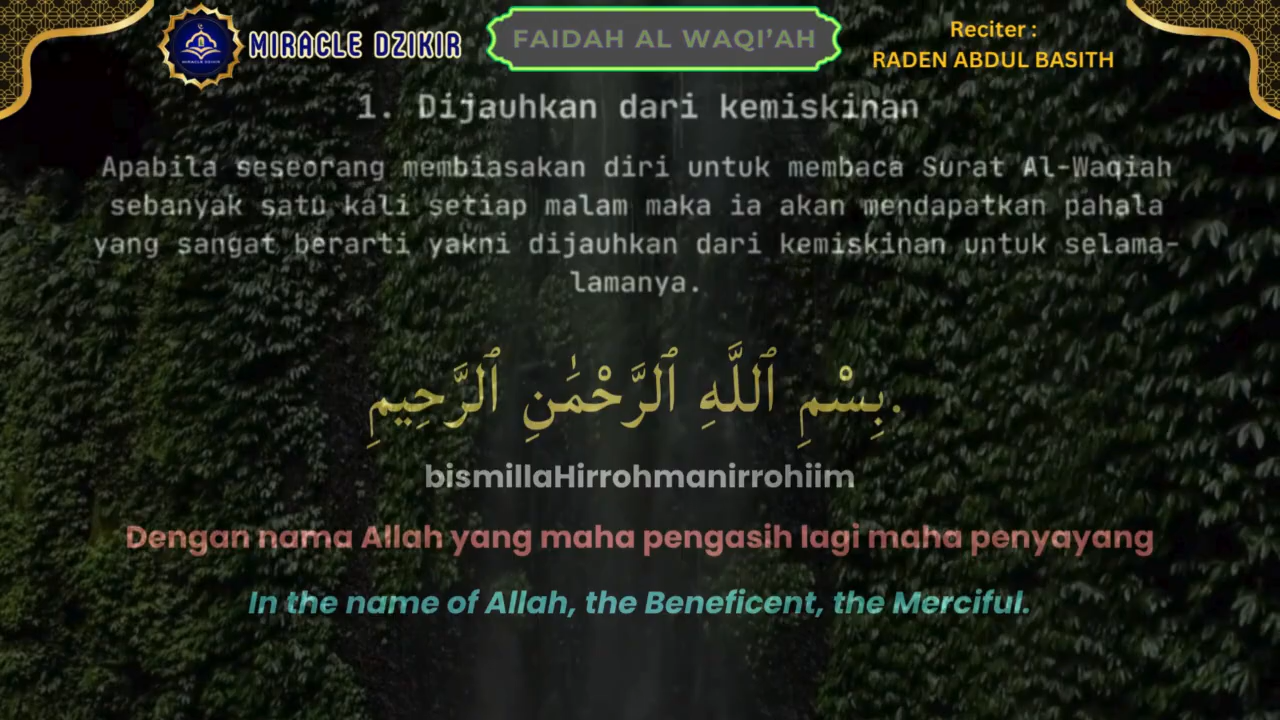 MIRACLE DZIKIR
FAIDAH AL WAQI'AH
Reciter :
RADEN ABDUL BASITH
1. Dijauhkan dari kemiskinan
Apabila seseorang membiasakan diri untuk membaca Surat Al-Waqiah
sebanyak satu kali setiap malam maka ia akan mendapatkan pahala
yang sangat berarti yakni dijauhkan dari kemiskinan untuk selama-
lamanya.
بِسْمِ ٱللَّهِ ٱلرَّحْمَٰنِ ٱلرَّحِيمِ.
bismillaHirrohmanirrohiim
Dengan nama Allah yang maha pengasih lagi maha penyayang
In the name of Allah, the Beneficent, the Merciful.